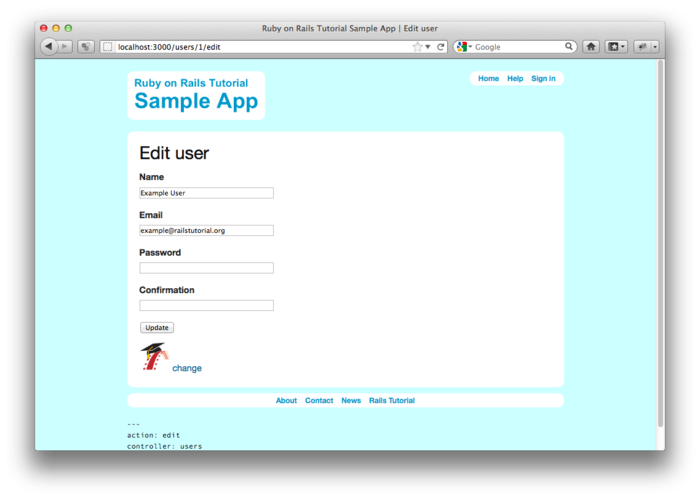 Ruby on Rails Tutorial Sample App | Edit user
localhost:3000/users/1/edit
Google
Ruby on Rails Tutorial
Sample App
Home Help Sign in
Edit user
Name
Example User
Email
example@railstutorial.org
Password
Confirmation
Update
change
About Contact News Rails Tutorial
---
action: edit
controller: users